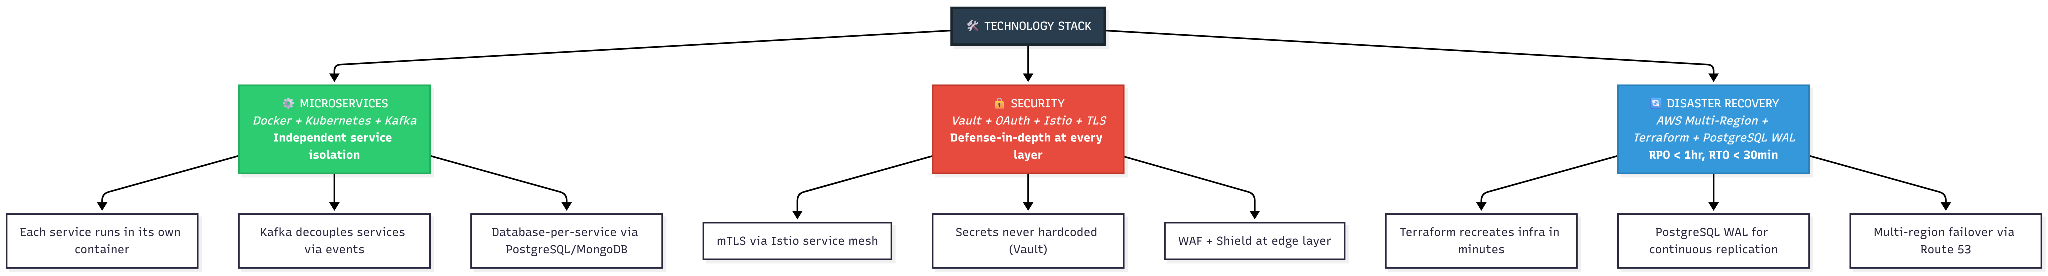 🛠️ TECHNOLOGY STACK
⚙️ MICROSERVICES
Docker + Kubernetes + Kafka
Independent service
isolation
🔒 SECURITY
Vault + OAuth + Istio + TLS
Defense-in-depth at every
layer
🔄 DISASTER RECOVERY
AWS Multi-Region +
Terraform + PostgreSQL WAL
RPO < 1hr, RTO < 30min
Each service runs in its own
container
Kafka decouples services
via events
Database-per-service via
PostgreSQL/MongoDB
mTLS via Istio service mesh
Secrets never hardcoded
(Vault)
WAF + Shield at edge layer
Terraform recreates infra in
minutes
PostgreSQL WAL for
continuous replication
Multi-region failover via
Route 53